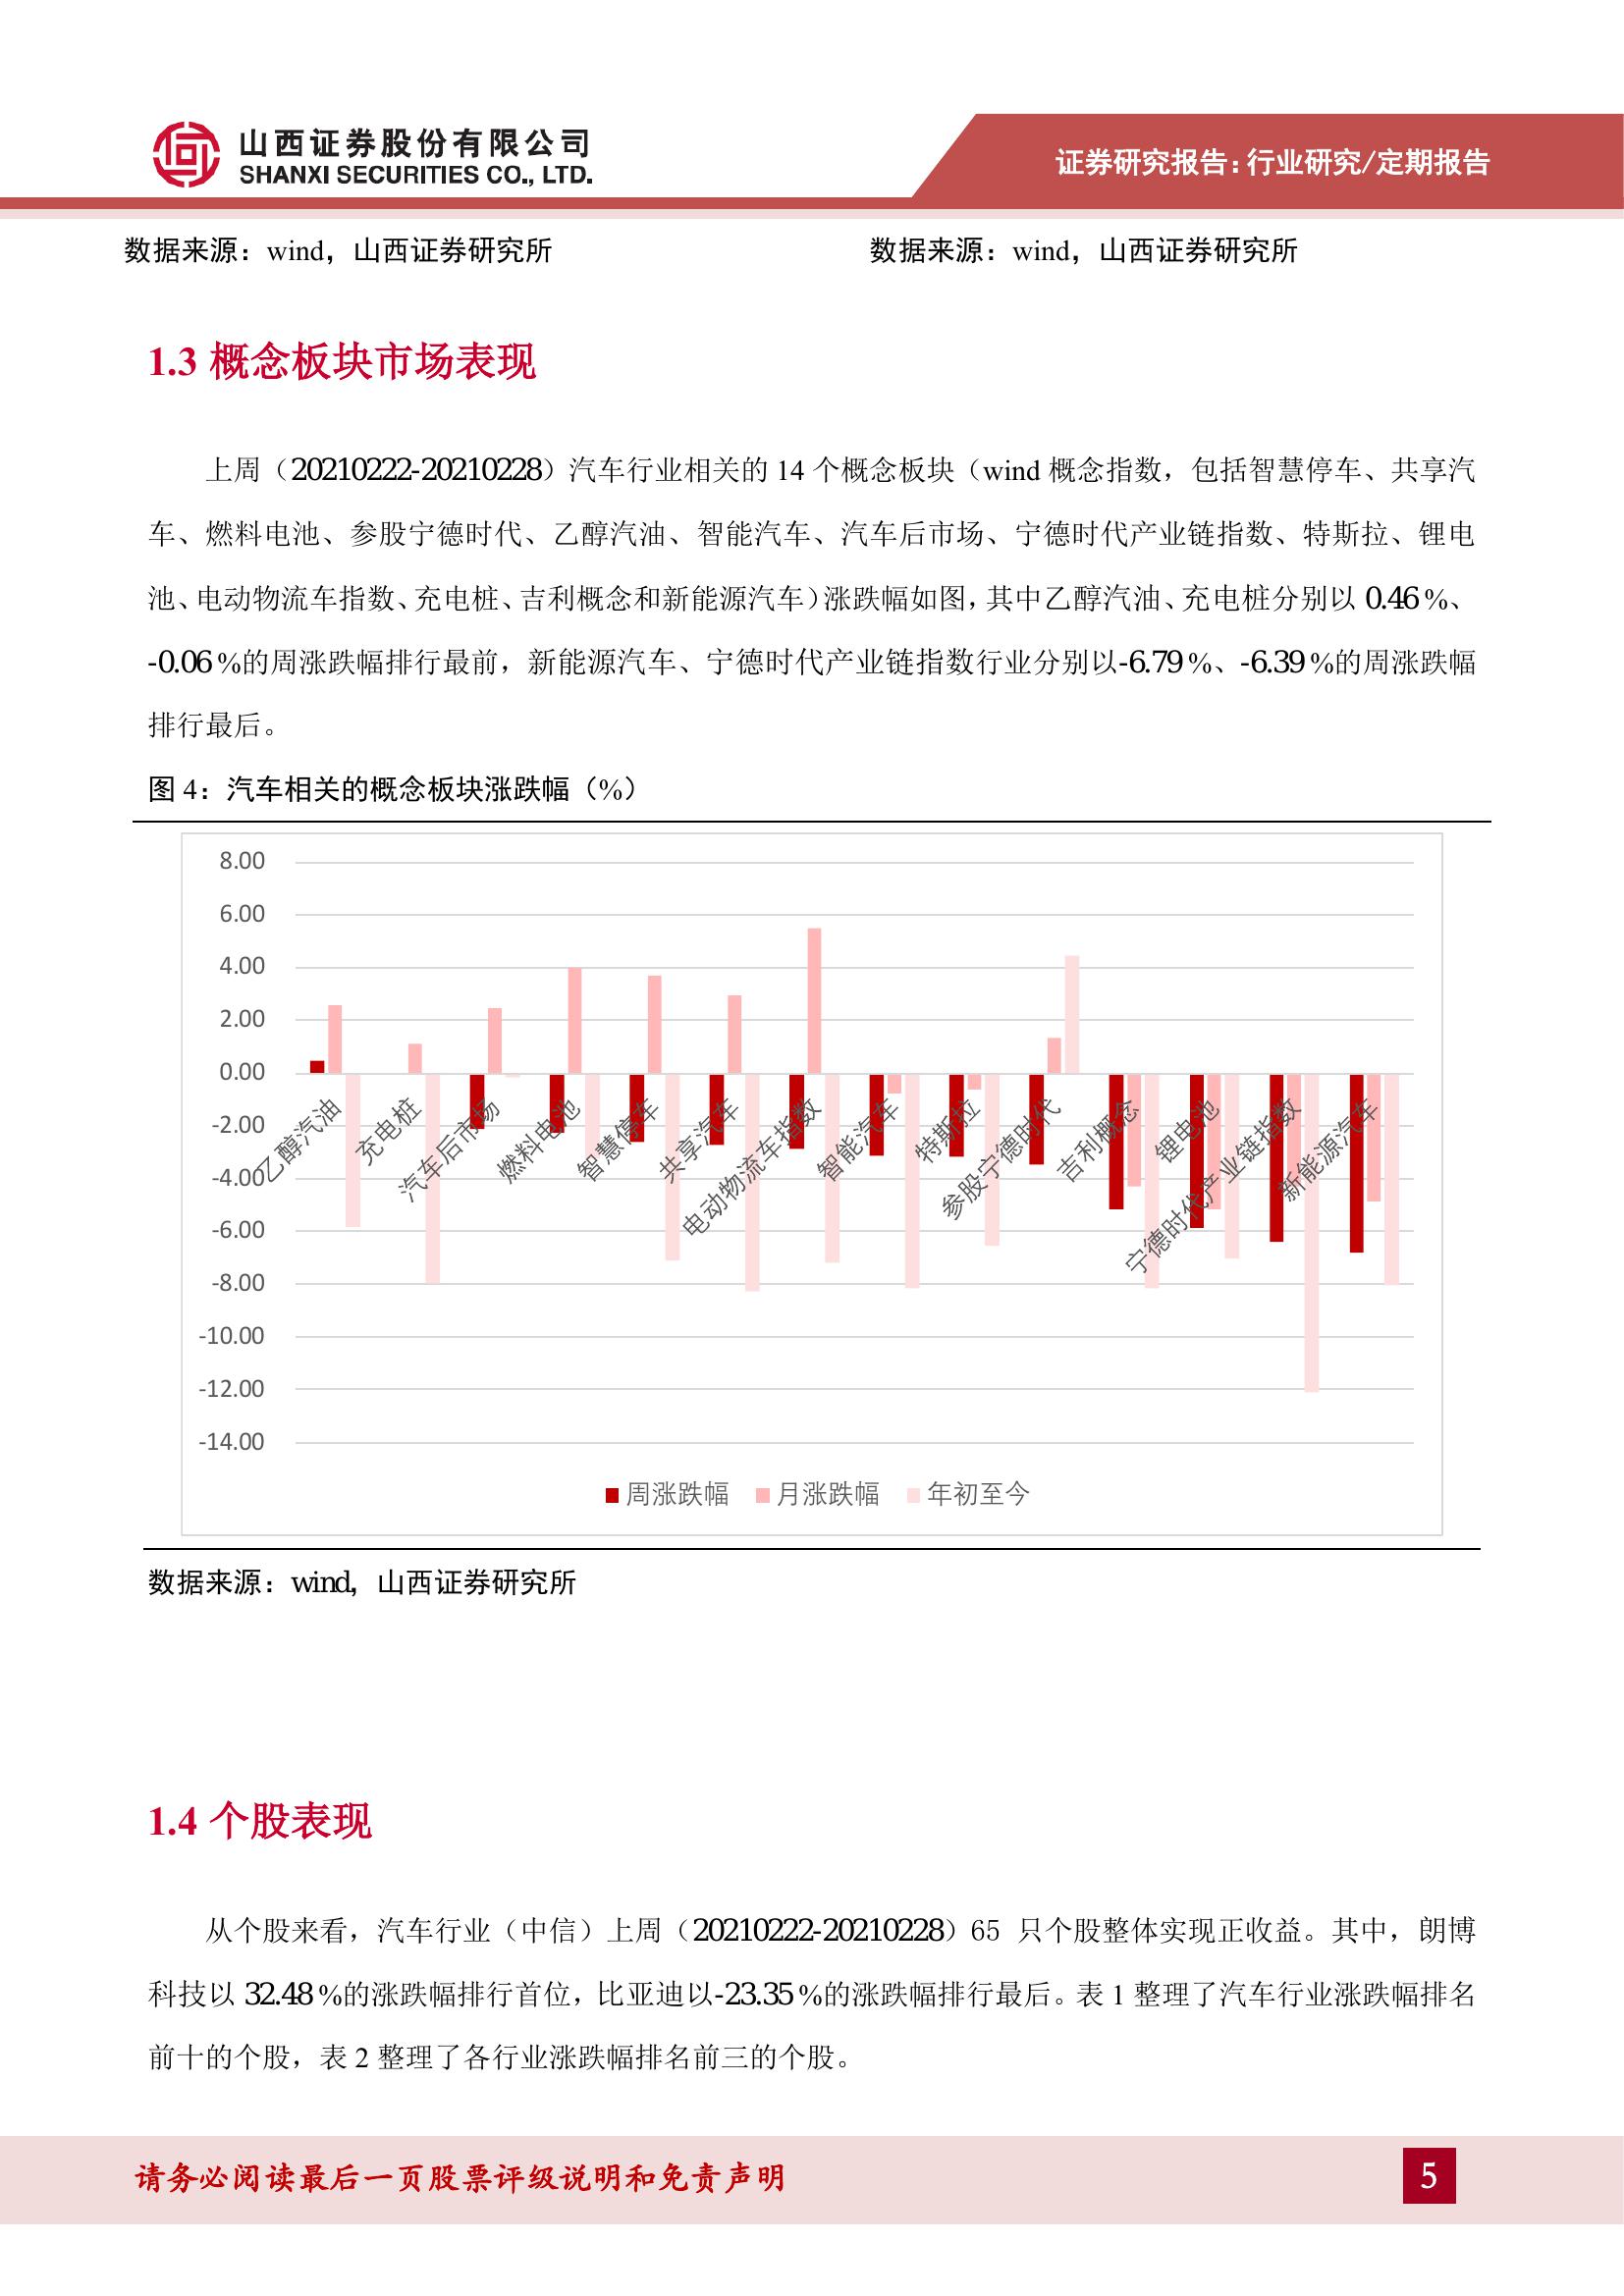 山西证券股份有限公司
SHANXI SECURITIES CO., LTD.
证券研究报告：行业研究/定期报告
数据来源：wind，山西证券研究所
数据来源：wind，山西证券研究所
1.3 概念板块市场表现
上周（20210222-20210228）汽车行业相关的 14 个概念板块（wind 概念指数，包括智慧停车、共享汽
车、燃料电池、参股宁德时代、乙醇汽油、智能汽车、汽车后市场、宁德时代产业链指数、特斯拉、锂电
池、电动物流车指数、充电桩、吉利概念和新能源汽车）涨跌幅如图，其中乙醇汽油、充电桩分别以 0.46%、
-0.06%的周涨跌幅排行最前，新能源汽车、宁德时代产业链指数行业分别以-6.79%、-6.39%的周涨跌幅
排行最后。
图 4：汽车相关的概念板块涨跌幅（%）
8.00
6.00
4.00
2.00
0.00
-2.00
-4.00
-6.00
-8.00
-10.00
-12.00
-14.00
乙醇汽油
充电桩
汽车后市场
燃料电池
智慧停车
共享汽车
电动物流车指数
智能汽车
特斯拉
参股宁德时代
吉利概念
锂电池
宁德时代产业链指数
新能源汽车
周涨跌幅 月涨跌幅 年初至今
数据来源：wind，山西证券研究所
1.4 个股表现
从个股来看，汽车行业（中信）上周（20210222-20210228）65 只个股整体实现正收益。其中，朗博
科技以 32.48%的涨跌幅排行首位，比亚迪以-23.35%的涨跌幅排行最后。表 1 整理了汽车行业涨跌幅排名
前十的个股，表 2 整理了各行业涨跌幅排名前三的个股。
请务必阅读最后一页股票评级说明和免责声明
5